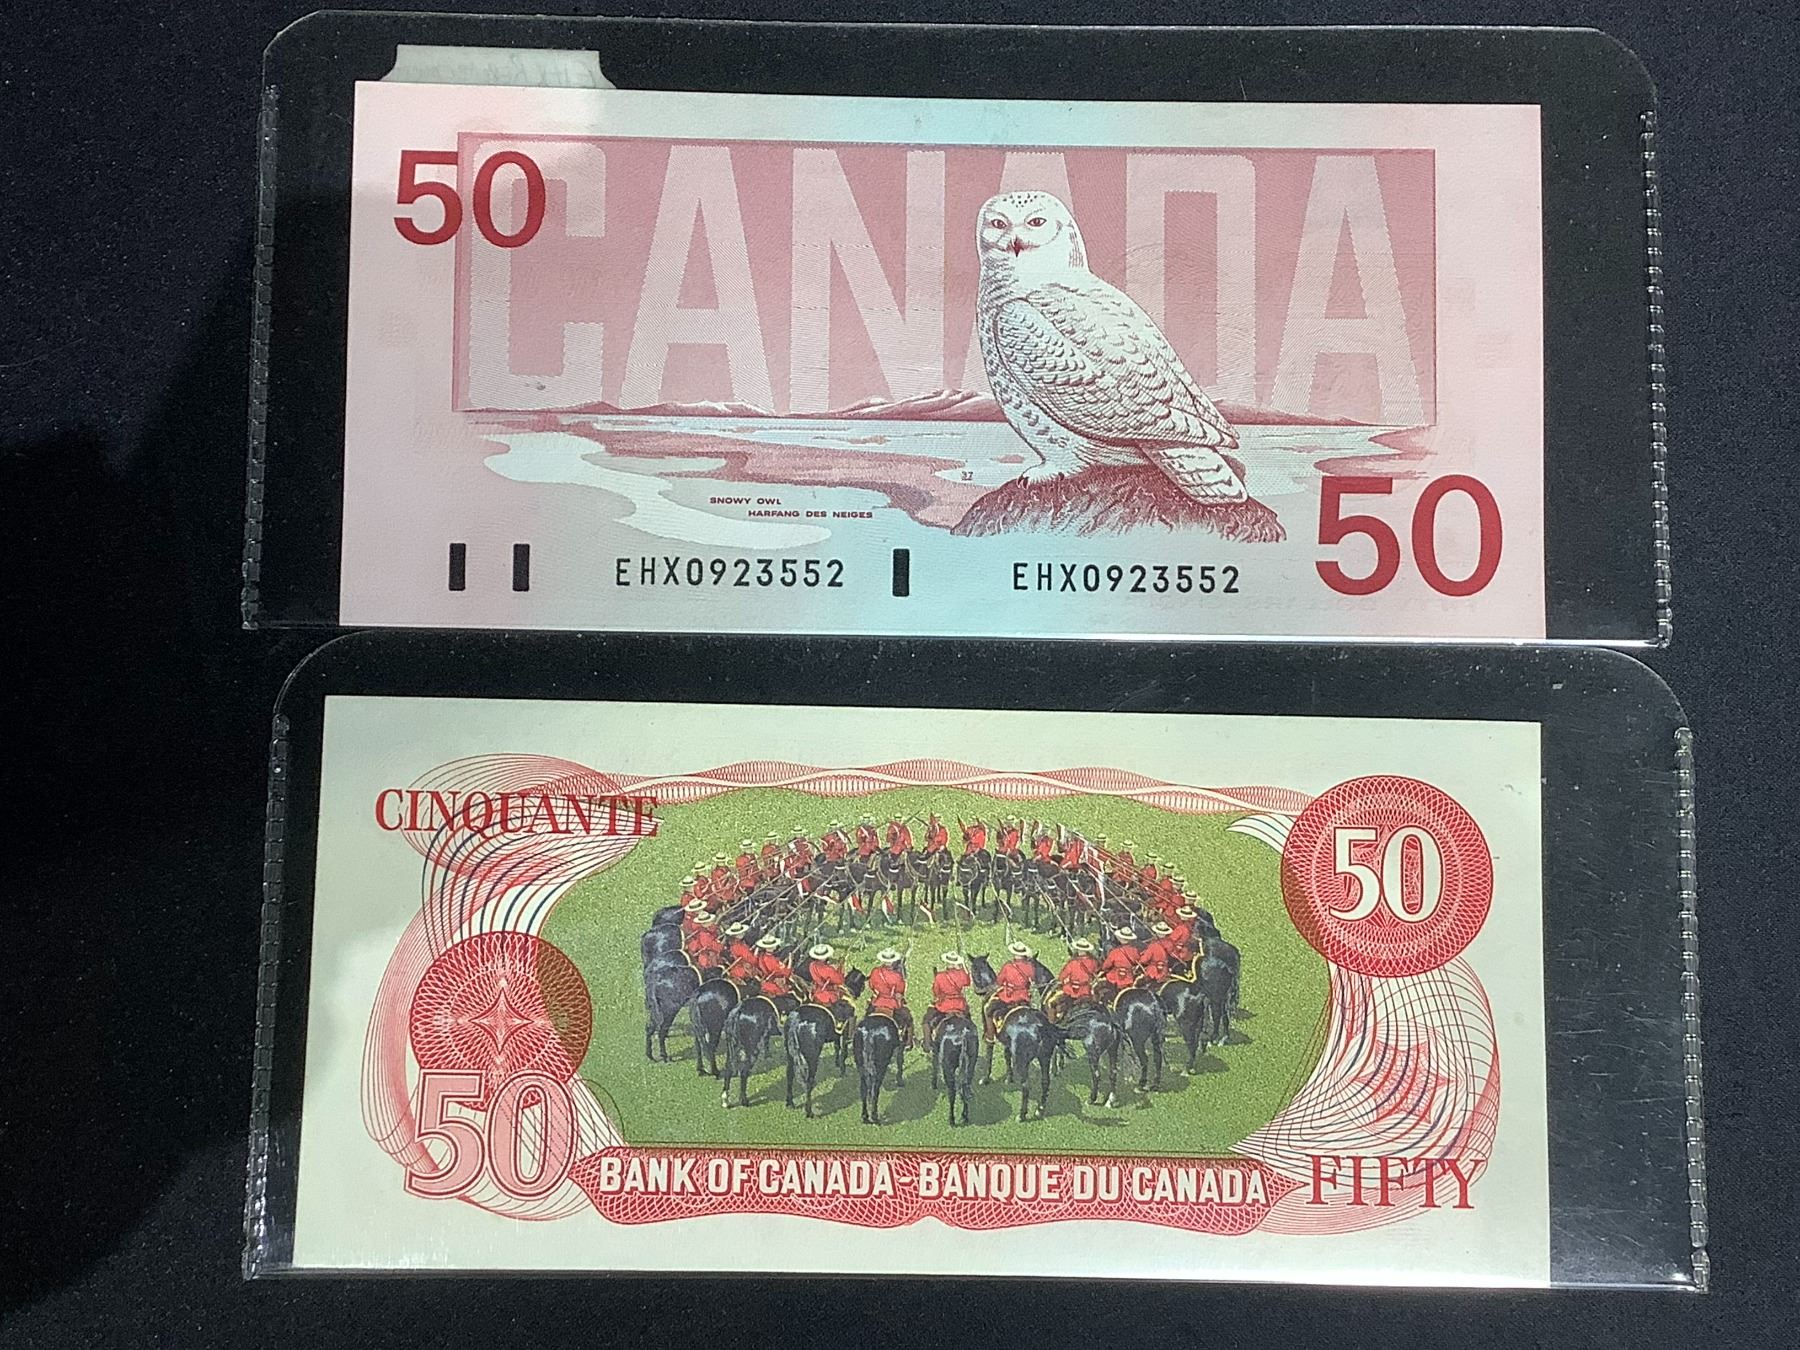 50
CANADA
37
SNOWY OWL
HARFANG DES NEIGES
50
EHX0923552 EHX0923552
CINQUANTE
50
50
BANK OF CANADA-BANQUE DU CANADA
FIFTY